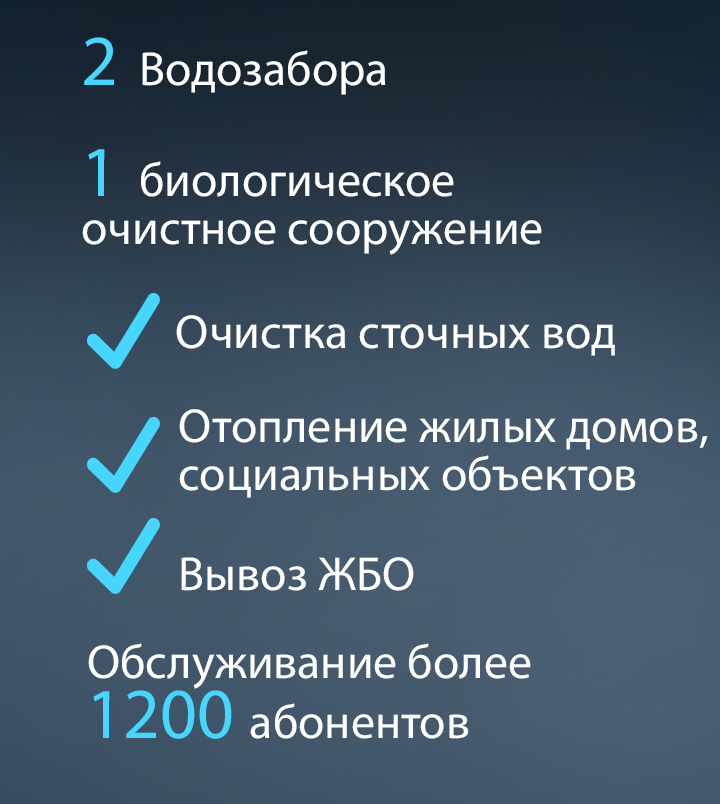 2 Водозабора
1 биологическое
очистное сооружение
Очистка сточных вод
Отопление жилых домов,
социальных объектов
Вывоз ЖБО
Обслуживание более
1200 абонентов